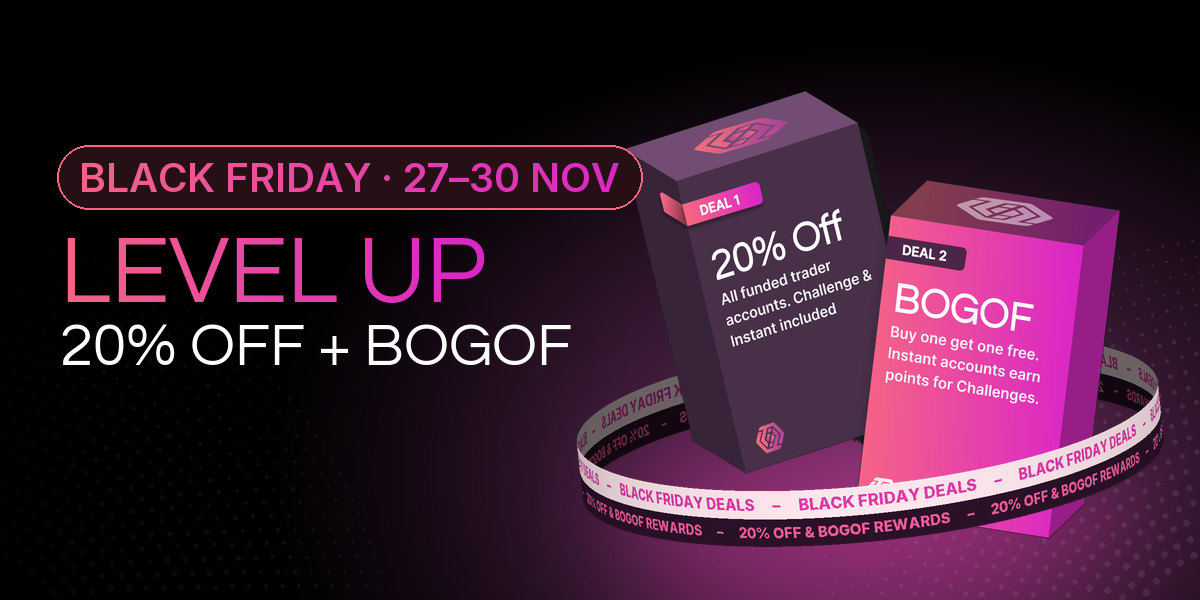 BLACK FRIDAY · 27–30 NOV
LEVEL UP
20% OFF + BOGOF
DEAL 1
20% Off
All funded trader
accounts. Challenge &
Instant included
DEAL 2
BOGOF
Buy one get one free.
Instant accounts earn
points for Challenges.
BLACK FRIDAY DEALS – BLACK FRIDAY DEALS – BLACK FRIDAY DEALS –
20% OFF & BOGOF REWARDS – 20% OFF & BOGOF REWARDS – 20% OFF & BOGOF REWARDS –